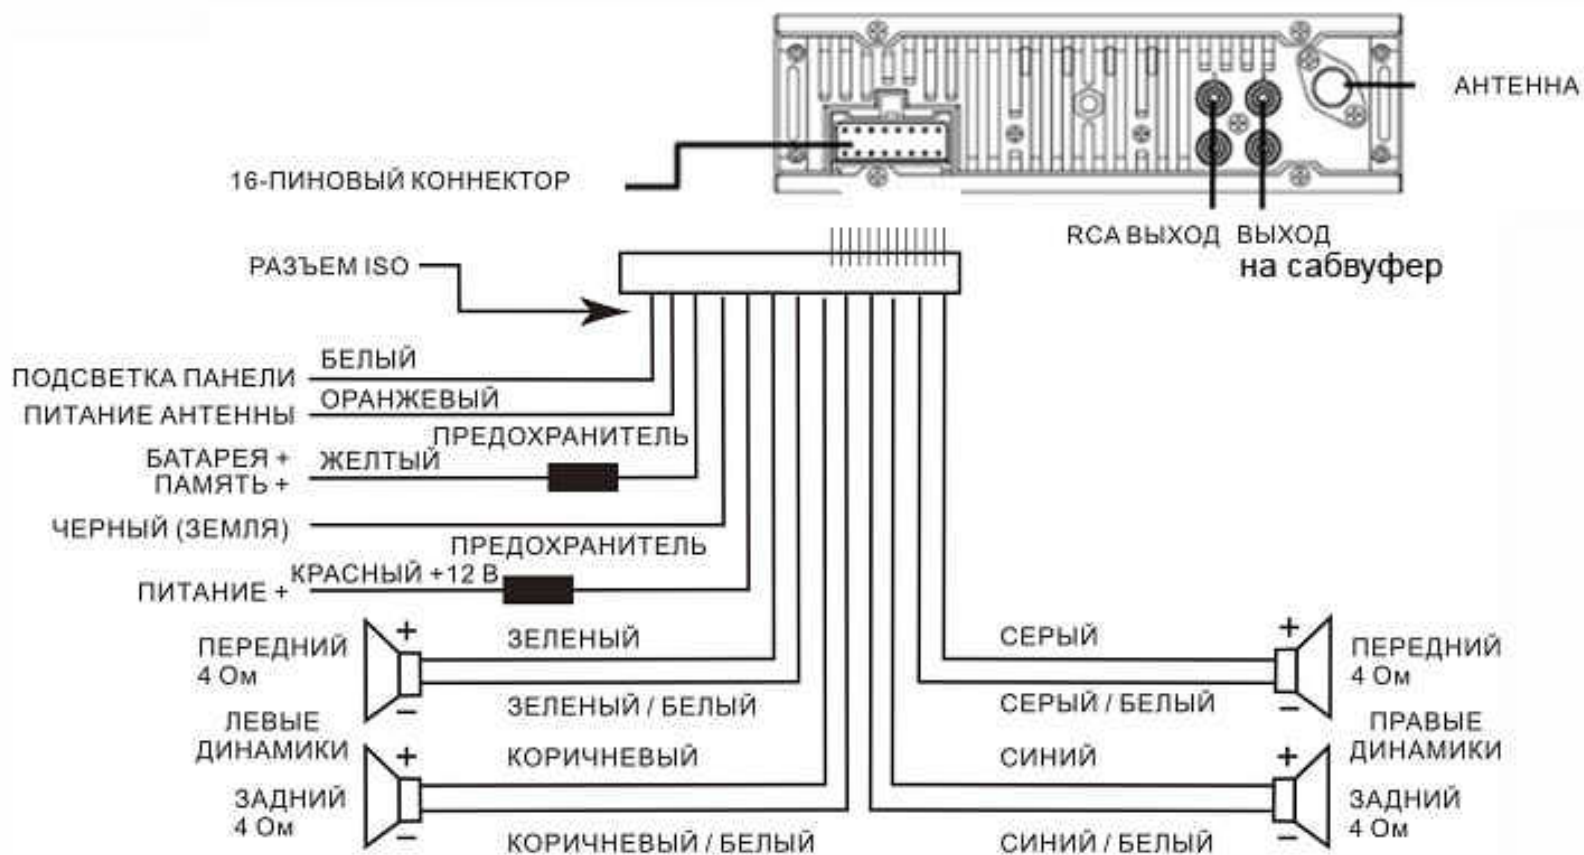 АНТЕННА
16-ПИНОВЫЙ КОННЕКТОР
RCA ВЫХОД
ВЫХОД
на сабвуфер
РАЗЪЕМ ISO
БЕЛЫЙ
ПОДСВЕТКА ПАНЕЛИ
ОРАНЖЕВЫЙ
ПИТАНИЕ АНТЕННЫ
ПРЕДОХРАНИТЕЛЬ
БАТАРЕЯ +
ЖЕЛТЫЙ
ПАМЯТЬ +
ЧЕРНЫЙ (ЗЕМЛЯ)
ПРЕДОХРАНИТЕЛЬ
КРАСНЫЙ +12 В
ПИТАНИЕ +
ПЕРЕДНИЙ
4 Ом
+
−
ЗЕЛЕНЫЙ
ЗЕЛЕНЫЙ / БЕЛЫЙ
СЕРЫЙ
СЕРЫЙ / БЕЛЫЙ
+
−
ПЕРЕДНИЙ
4 Ом
ЛЕВЫЕ
ДИНАМИКИ
ПРАВЫЕ
ДИНАМИКИ
+
−
КОРИЧНЕВЫЙ
КОРИЧНЕВЫЙ / БЕЛЫЙ
СИНИЙ
СИНИЙ / БЕЛЫЙ
+
−
ЗАДНИЙ
4 Ом
ЗАДНИЙ
4 Ом